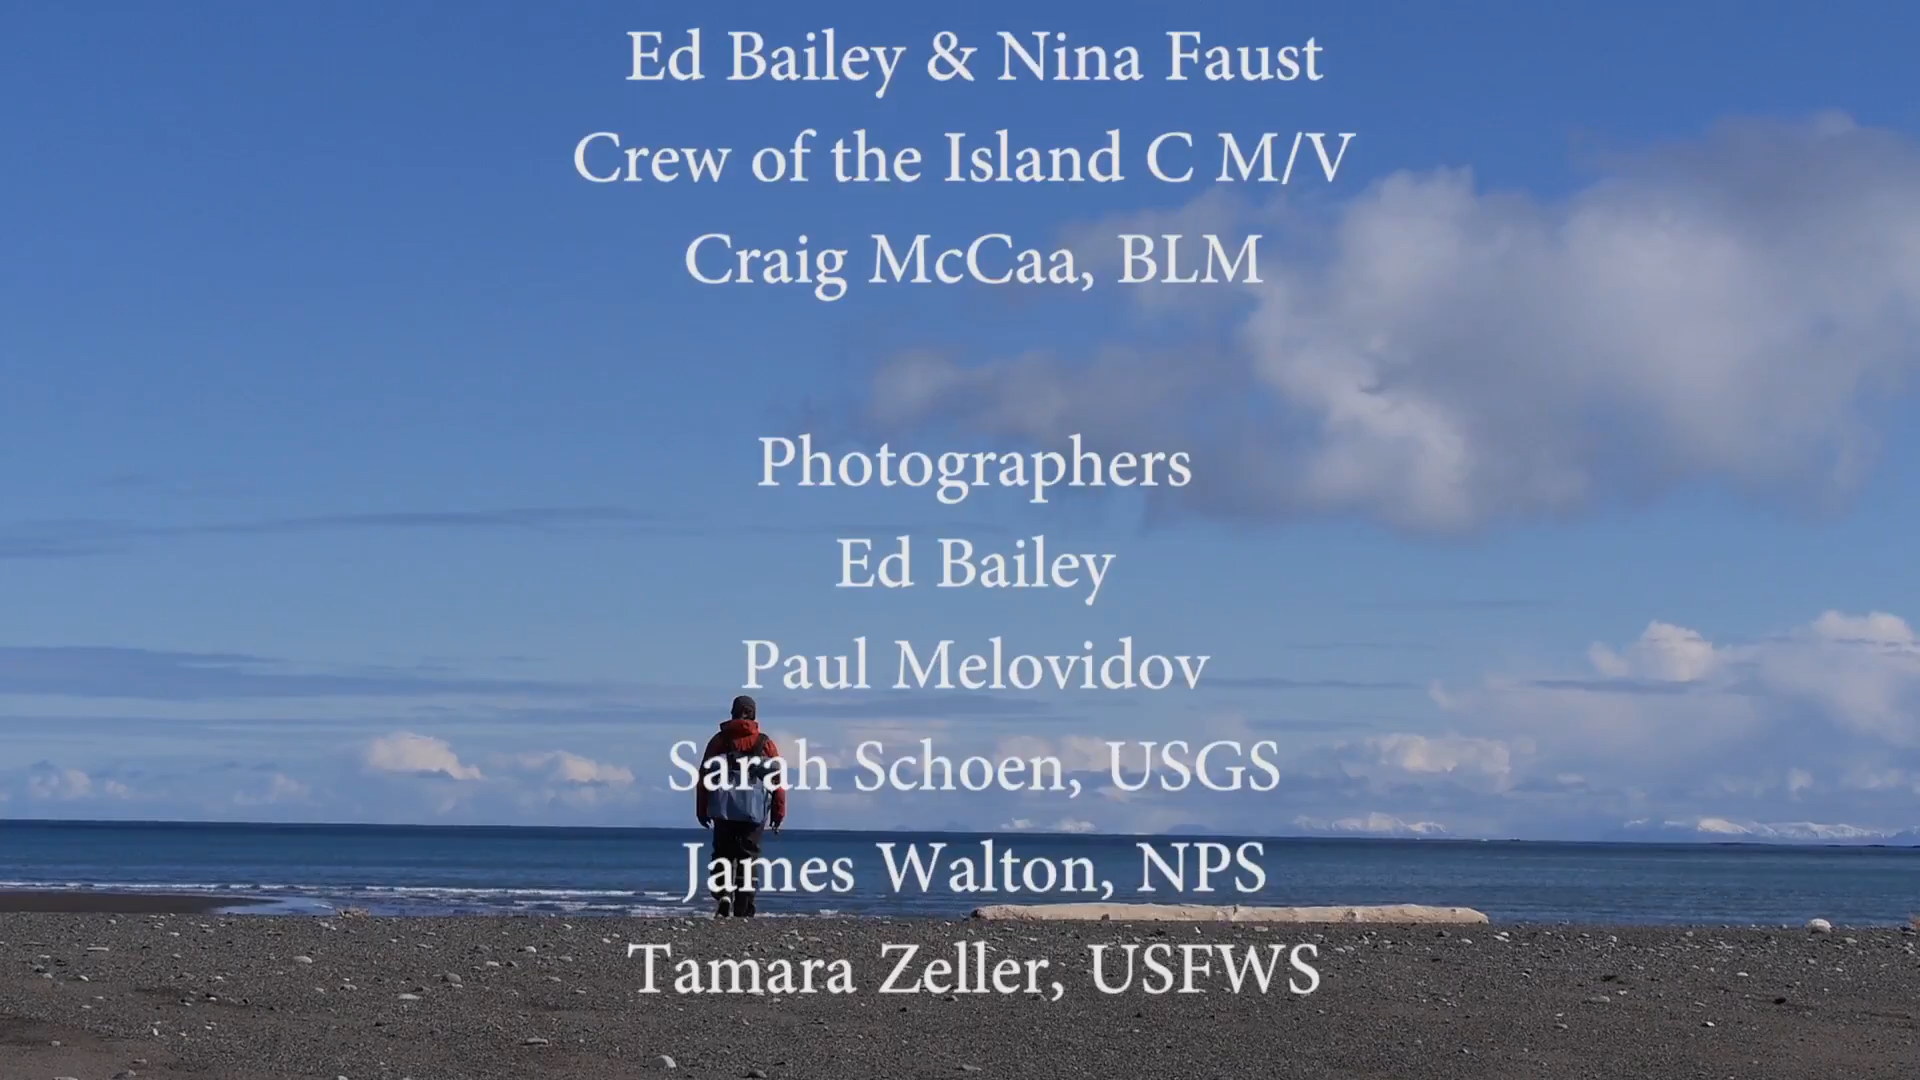 Ed Bailey & Nina Faust
Crew of the Island C M/V
Craig McCaa, BLM
Photographers
Ed Bailey
Paul Melovidov
Sarah Schoen, USGS
James Walton, NPS
Tamara Zeller, USFWS